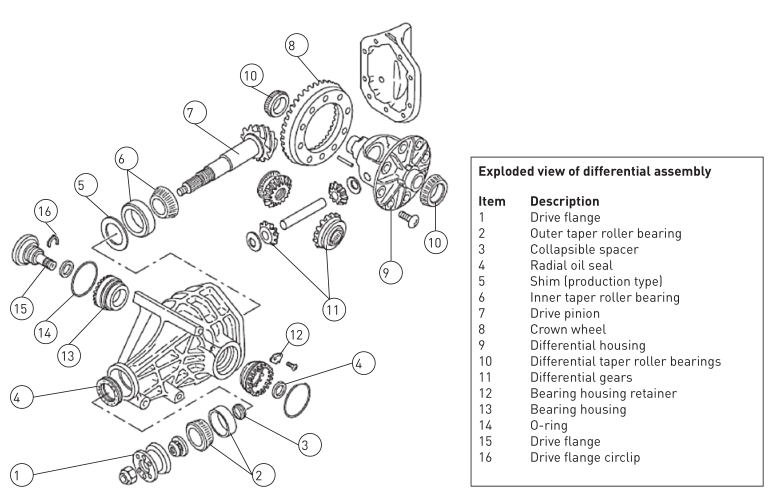 8
10
7
6
5
16
15
14
13
9
10
11
12
4
4
3
1
2
Exploded view of differential assembly
Item Description
1 Drive flange
2 Outer taper roller bearing
3 Collapsible spacer
4 Radial oil seal
5 Shim (production type)
6 Inner taper roller bearing
7 Drive pinion
8 Crown wheel
9 Differential housing
10 Differential taper roller bearings
11 Differential gears
12 Bearing housing retainer
13 Bearing housing
14 O-ring
15 Drive flange
16 Drive flange circlip